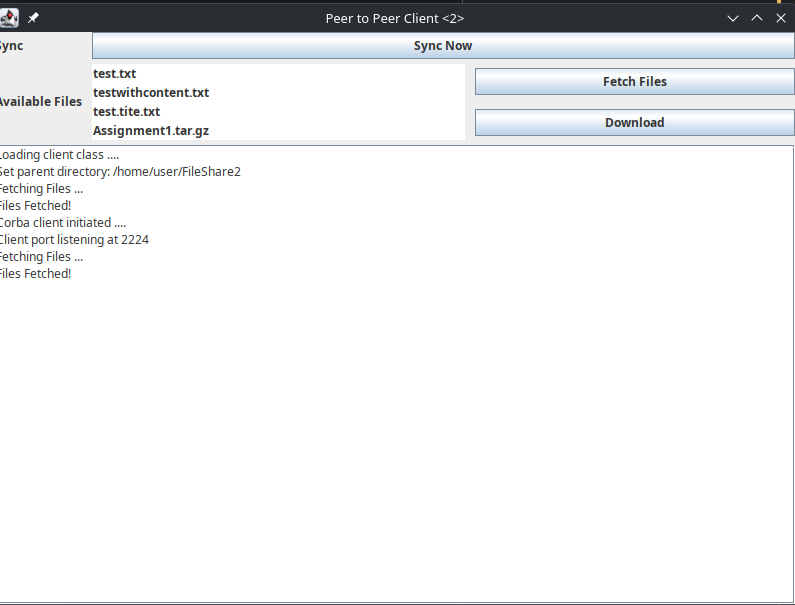 Peer to Peer Client <2>
Sync
Sync Now
Available Files
test.txt
testwithcontent.txt
test.tite.txt
Assignment1.tar.gz
Fetch Files
Download
Loading client class ....
Set parent directory: /home/user/FileShare2
Fetching Files ...
Files Fetched!
Corba client initiated ....
Client port listening at 2224
Fetching Files ...
Files Fetched!